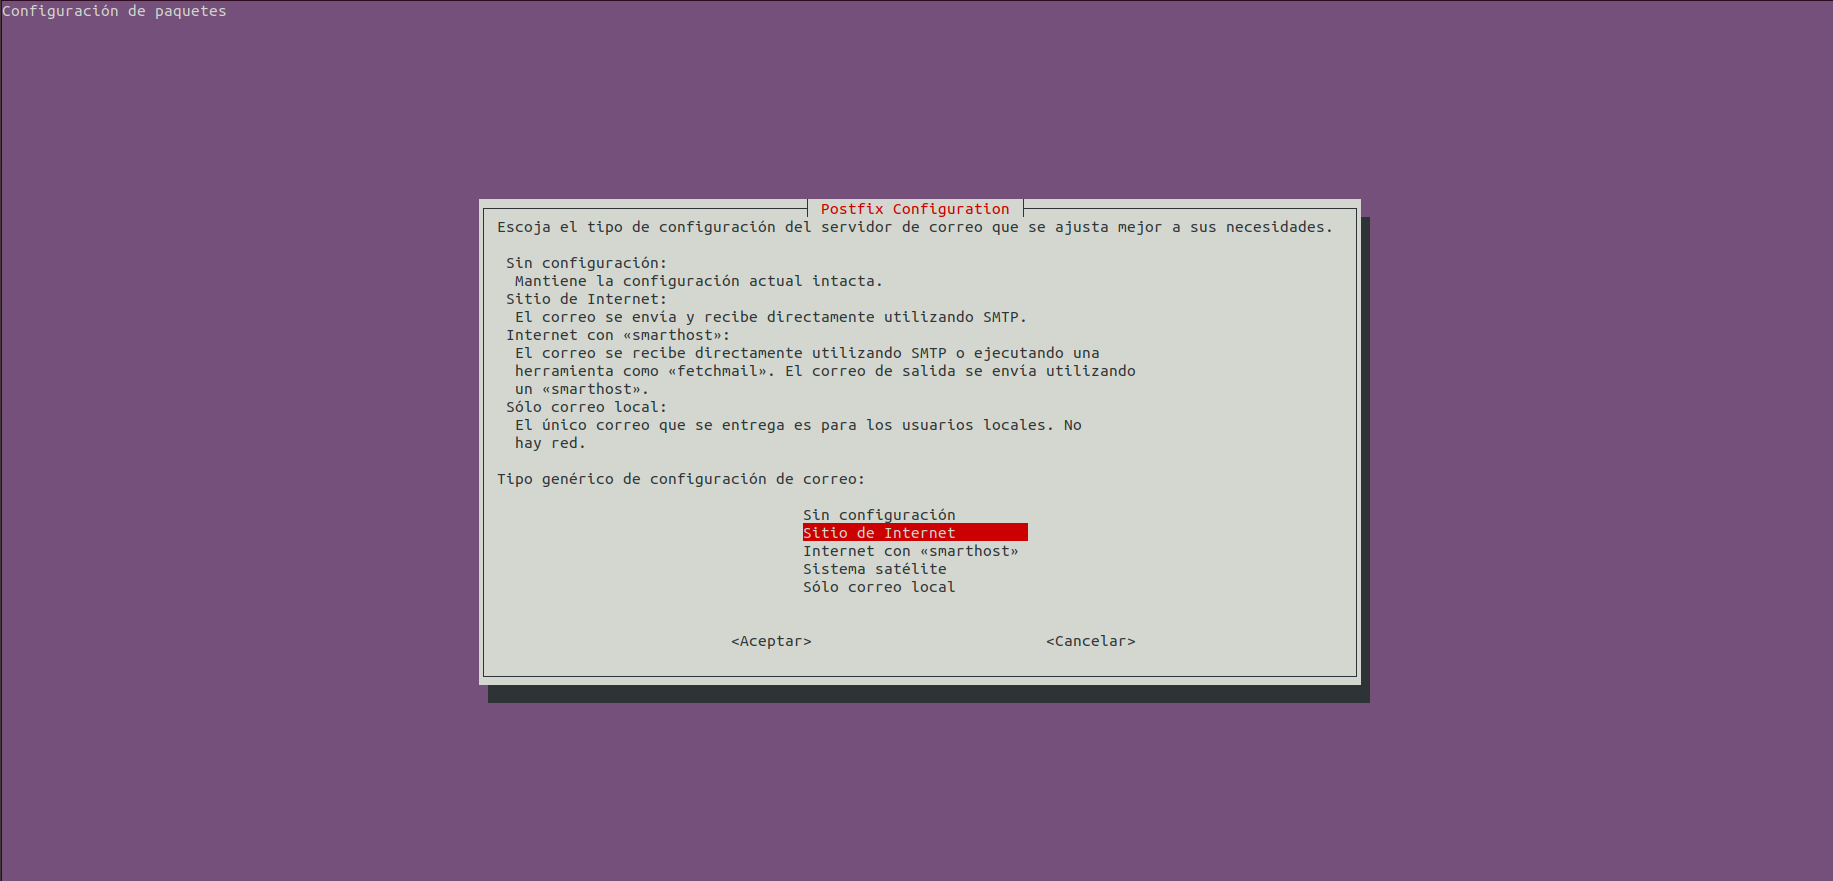 Configuración de paquetes
Postfix Configuration
Escoja el tipo de configuración del servidor de correo que se ajusta mejor a sus necesidades.
Sin configuración:
Mantiene la configuración actual intacta.
Sitio de Internet:
El correo se envía y recibe directamente utilizando SMTP.
Internet con «smarthost»:
El correo se recibe directamente utilizando SMTP o ejecutando una
herramienta como «fetchmail». El correo de salida se envía utilizando
un «smarthost».
Sólo correo local:
El único correo que se entrega es para los usuarios locales. No
hay red.
Tipo genérico de configuración de correo:
Sin configuración
Sitio de Internet
Internet con «smarthost»
Sistema satélite
Sólo correo local
<Aceptar> <Cancelar>